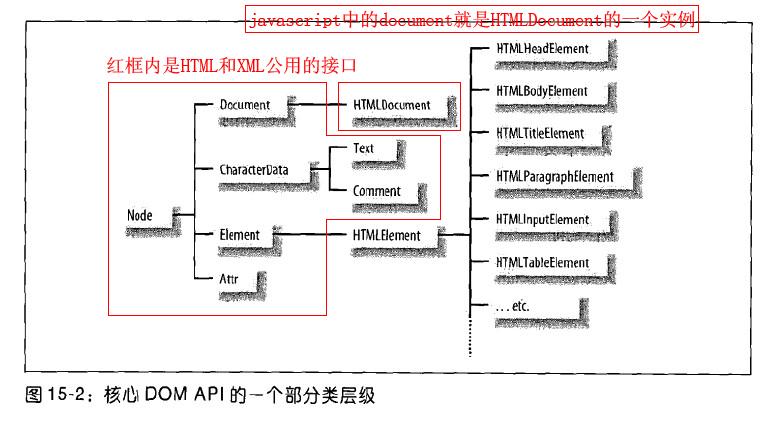 javascript中的document就是HTMLDocument的一个实例
红框内是HTML和XML公用的接口
HTMLHeadElement
Document
HTMLDocument
HTMLBodyElement
HTMLTitleElement
CharacterData
Text
Comment
HTMLParagraphElement
Node
Element
HTMLElement
HTMLInputElement
Attr
HTMLTableElement
...etc.
图 15-2：核心 DOM API 的一个部分类层级